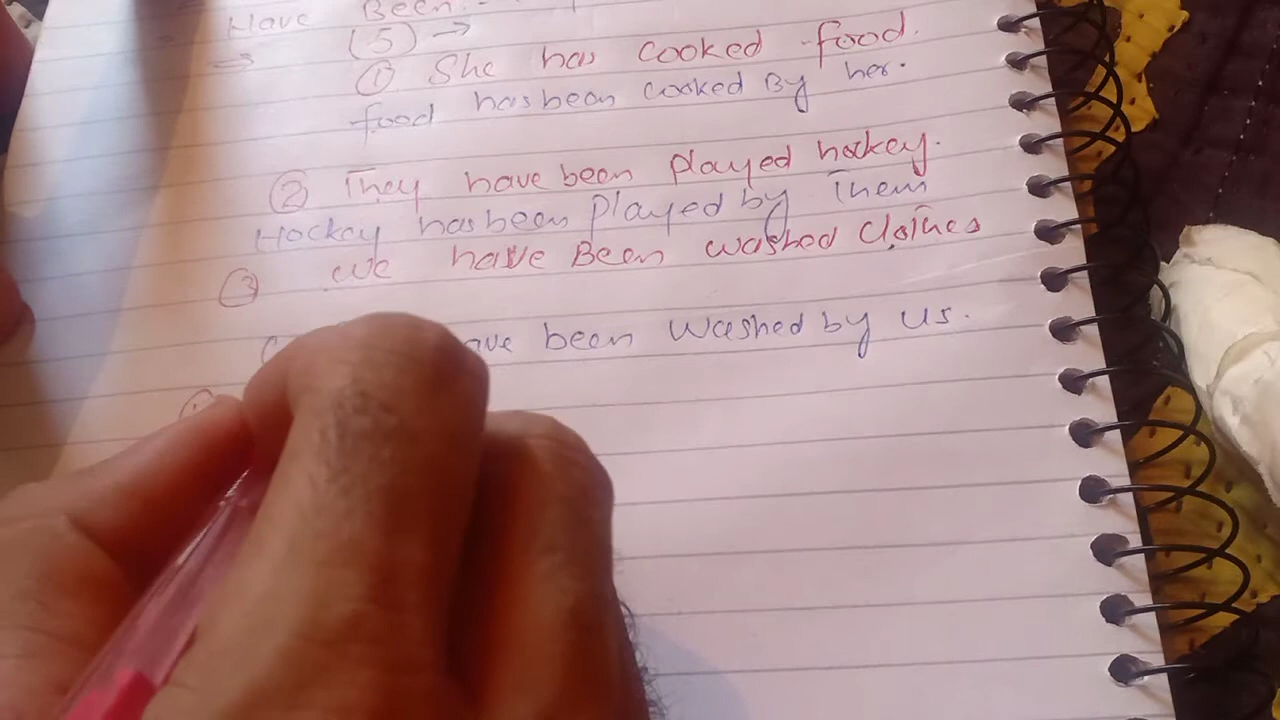 Have Been
(5) →
① She has cooked food.
food has been cooked By her.
② They have been played hockey.
Hockey has been played by Them
③ we have Been washed Clothes
have been washed by us.